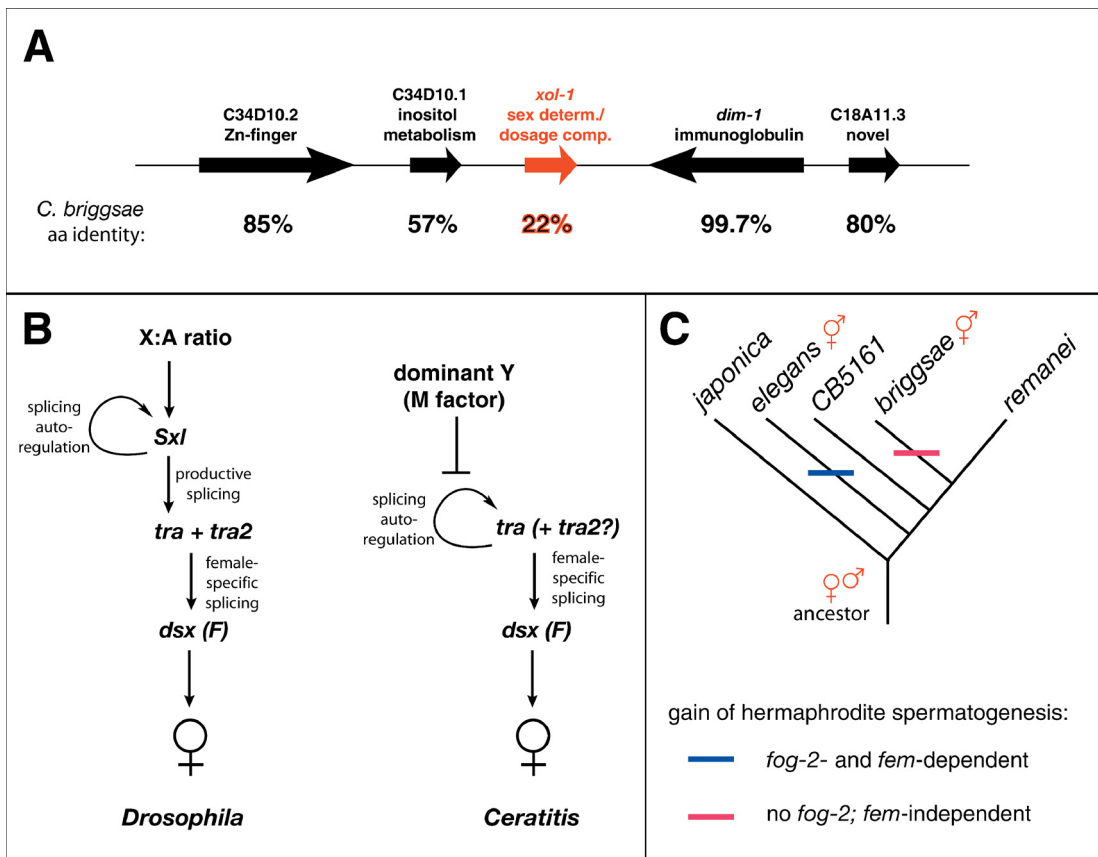 A
C34D10.2
Zn-finger
C34D10.1
inositol
metabolism
xol-1
sex determ./
dosage comp.
dim-1
immunoglobulin
C18A11.3
novel
C. briggsae
aa identity:
85%
57%
22%
99.7%
80%
B
X:A ratio
splicing
auto-
regulation
Sxl
productive
splicing
tra + tra2
female-
specific
splicing
dsx (F)
Drosophila
dominant Y
(M factor)
splicing
auto-
regulation
tra (+ tra2?)
female-
specific
splicing
dsx (F)
Ceratitis
C
japonica
elegans
CB5161
briggsae
remanei
ancestor
gain of hermaphrodite spermatogenesis:
fog-2- and fem-dependent
no fog-2; fem-independent